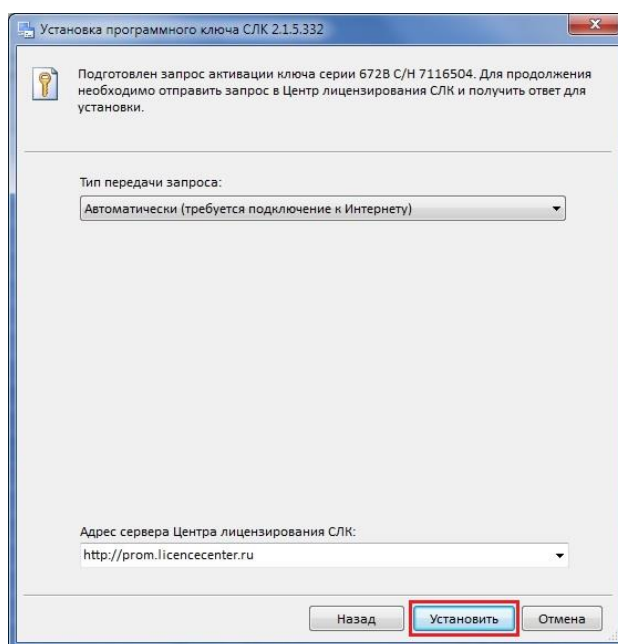 Установка программного ключа СЛК 2.1.5.332
Подготовлен запрос активации ключа серии 672B С/Н 7116504. Для продолжения
необходимо отправить запрос в Центр лицензирования СЛК и получить ответ для
установки.
Тип передачи запроса:
Автоматически (требуется подключение к Интернету)
Адрес сервера Центра лицензирования СЛК:
http://prom.licencecenter.ru
Назад
Установить
Отмена